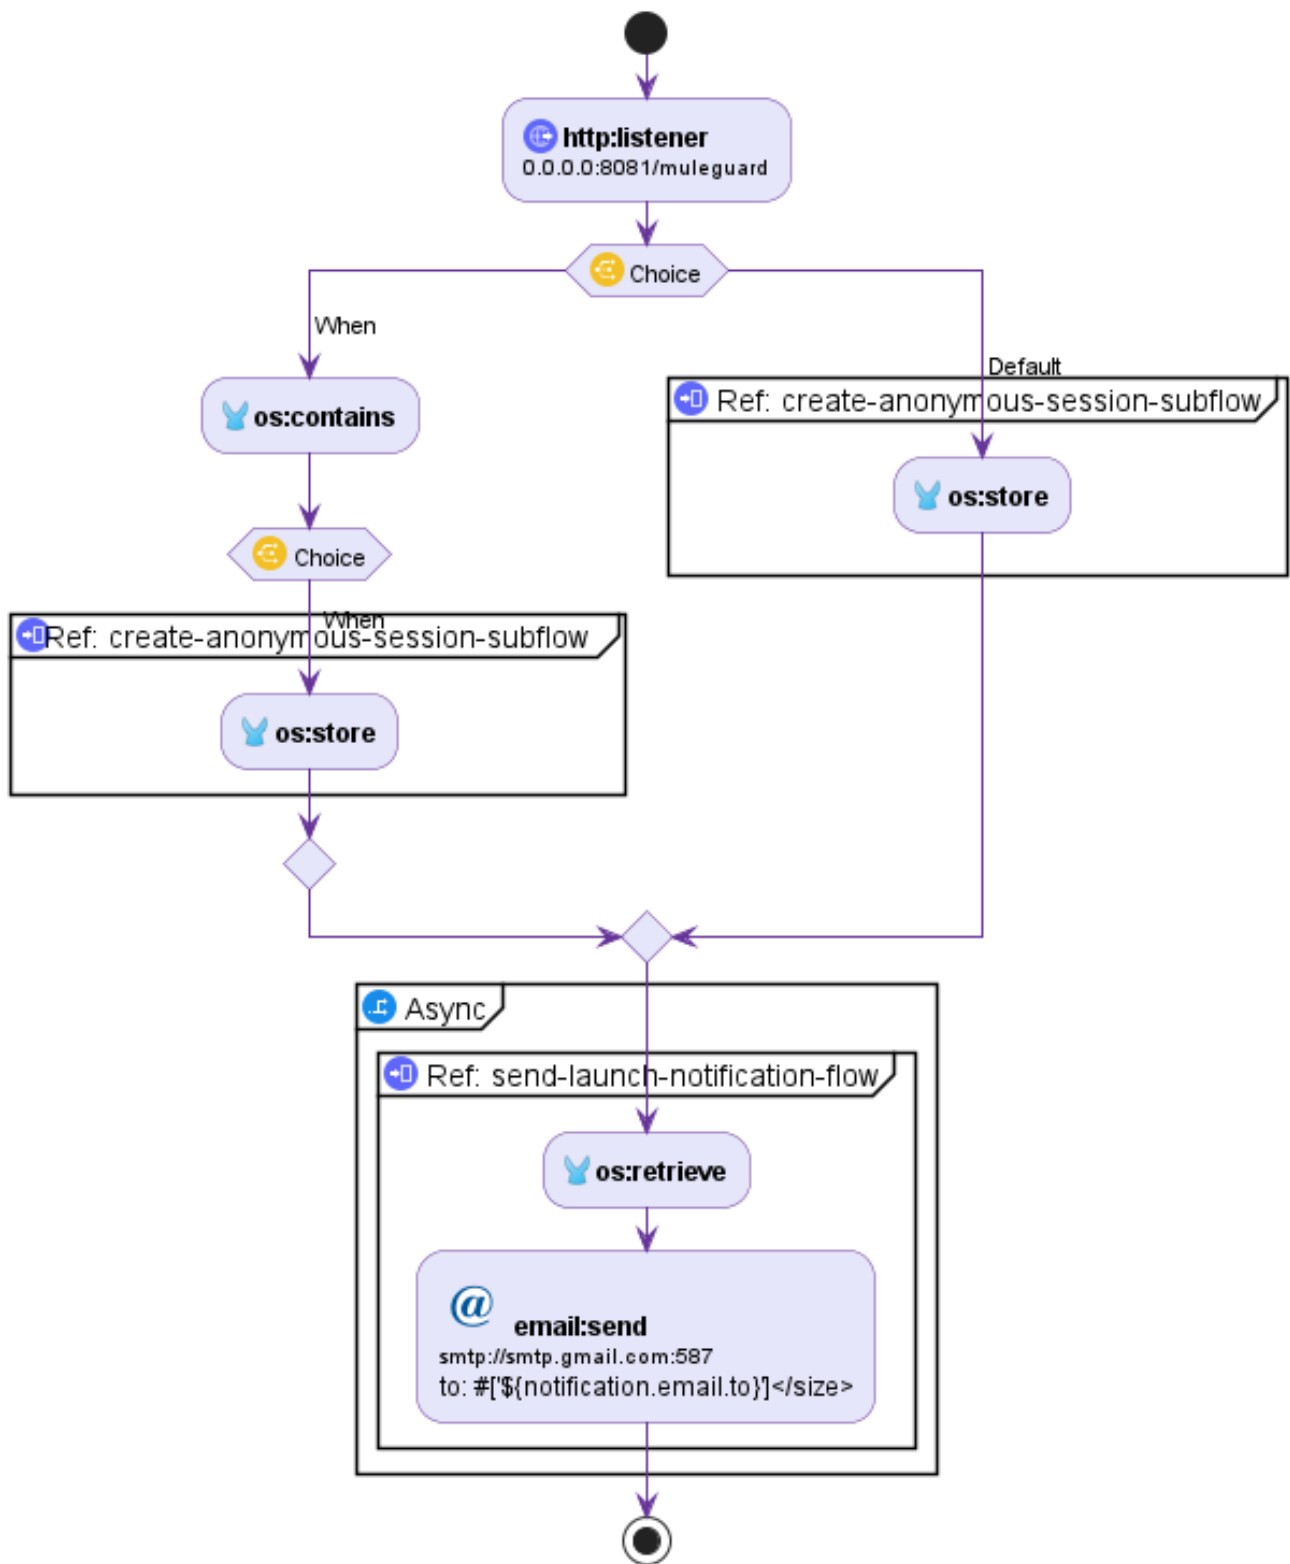 http:listener
0.0.0.0:8081/muleguard
Choice
When
Default
os:contains
Ref: create-anonymous-session-subflow
os:store
Choice
When
Ref: create-anonymous-session-subflow
os:store
Async
Ref: send-launch-notification-flow
os:retrieve
@
email:send
smtp://smtp.gmail.com:587
to: #['${notification.email.to}']</size>